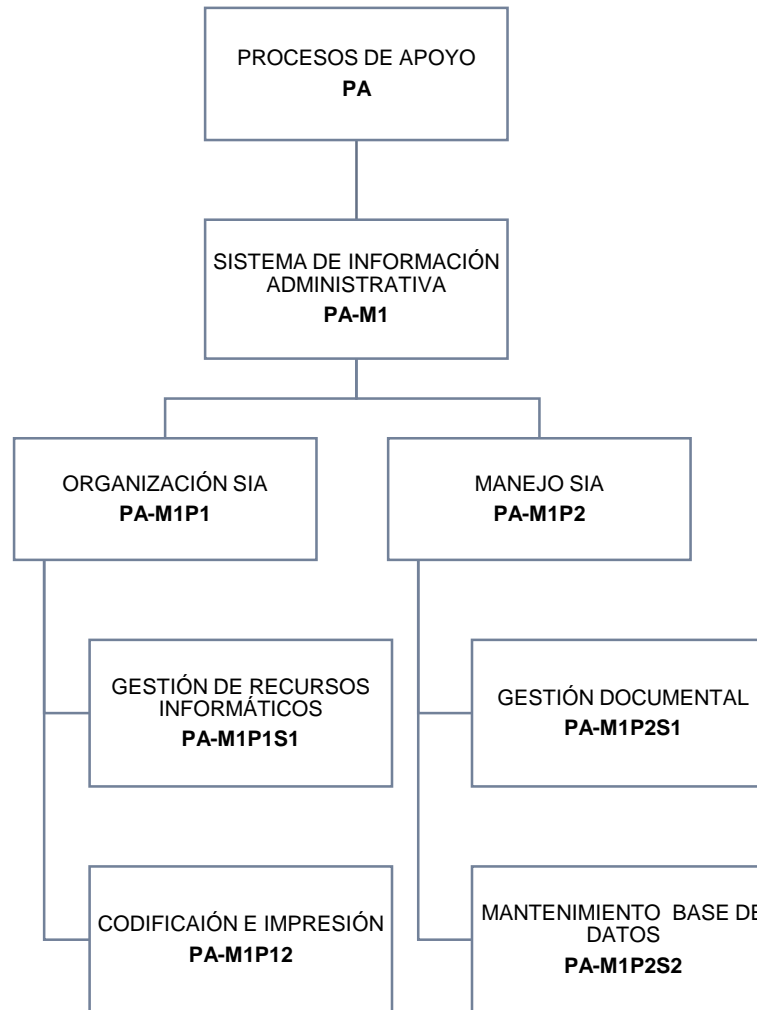 PROCESOS DE APOYO
PA
SISTEMA DE INFORMACIÓN
ADMINISTRATIVA
PA-M1
ORGANIZACIÓN SIA
PA-M1P1
MANEJO SIA
PA-M1P2
GESTIÓN DE RECURSOS
INFORMÁTICOS
PA-M1P1S1
GESTIÓN DOCUMENTAL
PA-M1P2S1
CODIFICAIÓN E IMPRESIÓN
PA-M1P12
MANTENIMIENTO BASE DE
DATOS
PA-M1P2S2